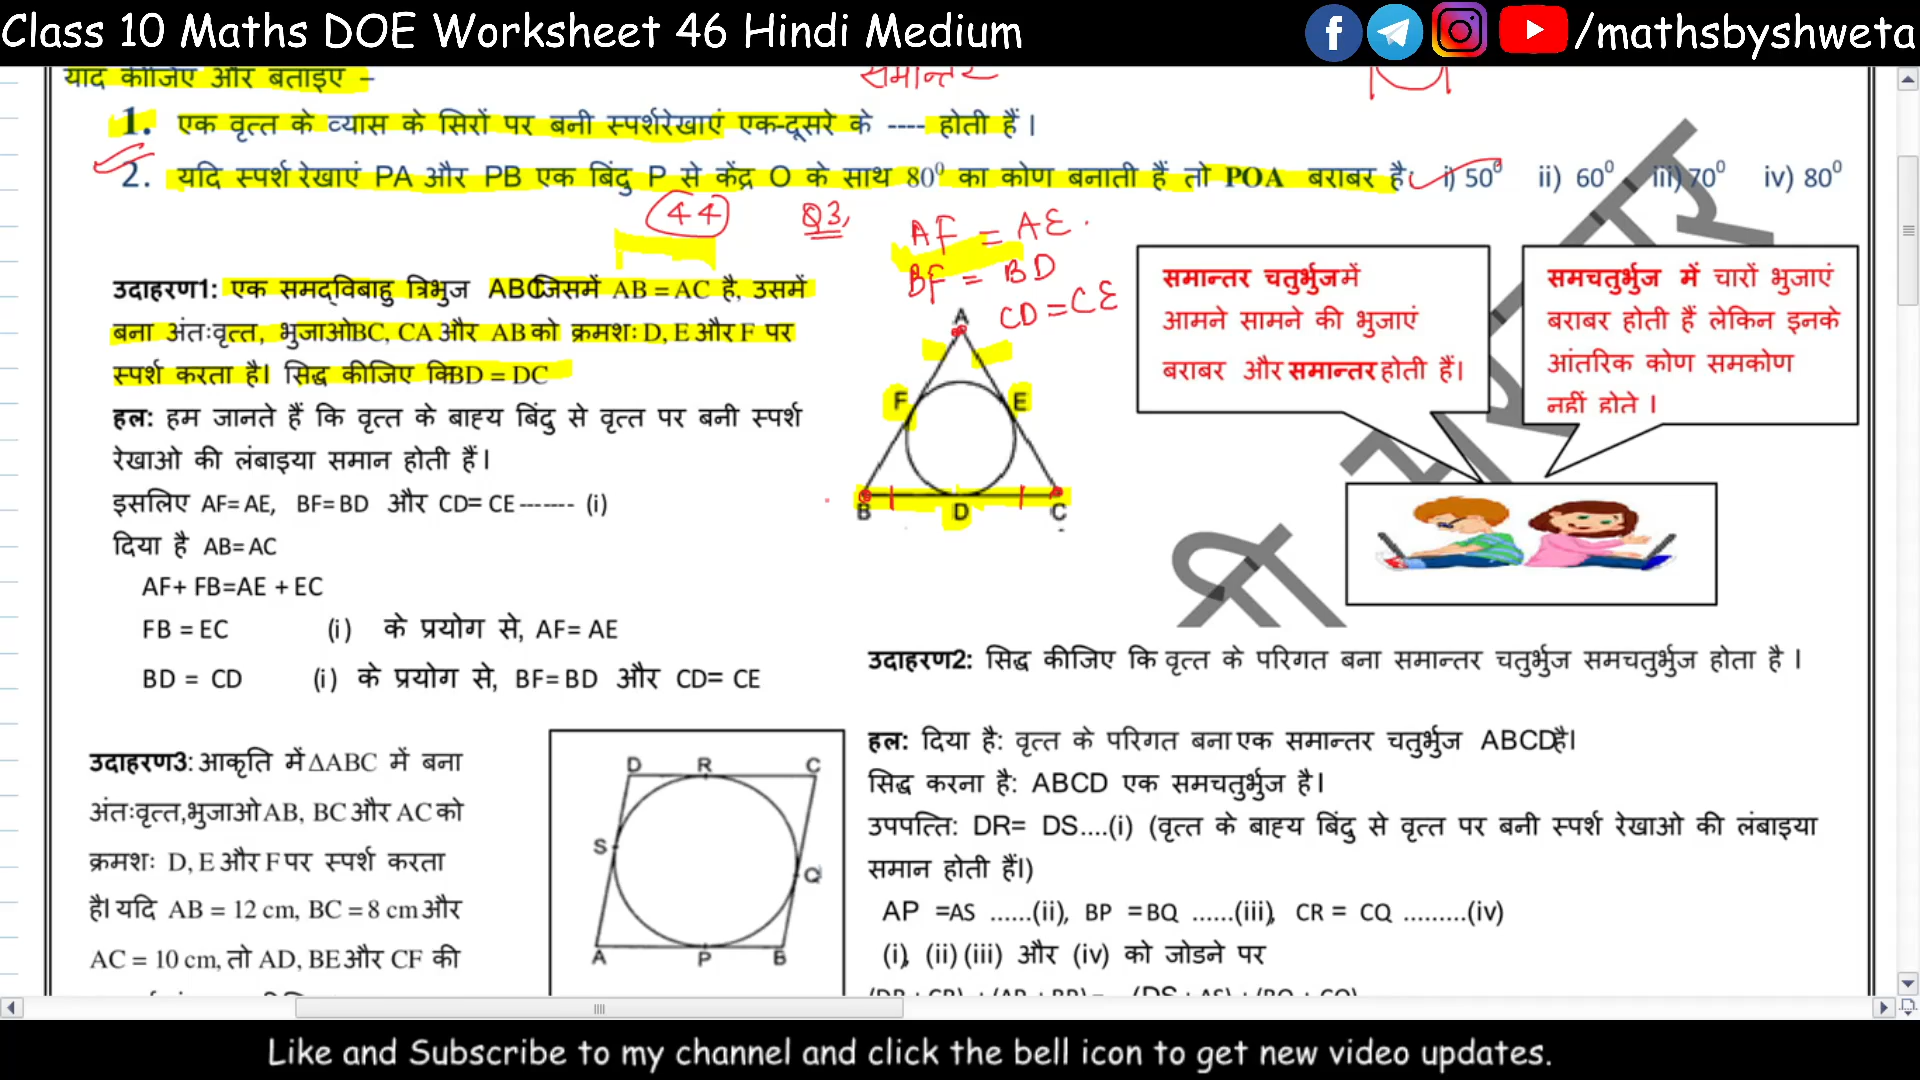 Class 10 Maths DOE Worksheet 46 Hindi Medium
/mathsbyshweta
याद कीजिए और बताइए –
समान्तर
1. एक वृत्त के व्यास के सिरों पर बनी स्पर्शरेखाएं एक-दूसरे के ---- होती हैं।
2. यदि स्पर्श रेखाएं PA और PB एक बिंदु P से केंद्र O के साथ 80⁰ का कोण बनाती हैं तो POA बराबर है: i) 50⁰ ii) 60⁰ iii) 70⁰ iv) 80⁰
44 Q3,
AF = AE.
BF = BD
CD = CE
उदाहरण1: एक समद्विबाहु त्रिभुज ABC जिसमें AB = AC है, उसमें
बना अंतःवृत्त, भुजाओ BC, CA और AB को क्रमशः D, E और F पर
स्पर्श करता है। सिद्ध कीजिए कि BD = DC
हल: हम जानते हैं कि वृत्त के बाह्य बिंदु से वृत्त पर बनी स्पर्श
रेखाओ की लंबाइया समान होती हैं।
इसलिए AF= AE, BF= BD और CD= CE ------- (i)
दिया है AB= AC
AF+ FB=AE + EC
FB = EC (i) के प्रयोग से, AF= AE
BD = CD (i) के प्रयोग से, BF= BD और CD= CE
A
F E
B D C
समान्तर चतुर्भुज में
आमने सामने की भुजाएं
बराबर और समान्तर होती हैं।
समचतुर्भुज में चारों भुजाएं
बराबर होती हैं लेकिन इनके
आंतरिक कोण समकोण
नहीं होते ।
उदाहरण3: आकृति में ΔABC में बना
अंतःवृत्त,भुजाओ AB, BC और AC को
क्रमशः D, E और F पर स्पर्श करता
है। यदि AB = 12 cm, BC = 8 cm और
AC = 10 cm, तो AD, BE और CF की
D R C
S
Q
A P B
उदाहरण2: सिद्ध कीजिए कि वृत्त के परिगत बना समान्तर चतुर्भुज समचतुर्भुज होता है ।
हल: दिया है: वृत्त के परिगत बना एक समान्तर चतुर्भुज ABCD है।
सिद्ध करना है: ABCD एक समचतुर्भुज है।
उपपत्ति: DR= DS....(i) (वृत्त के बाह्य बिंदु से वृत्त पर बनी स्पर्श रेखाओ की लंबाइया
समान होती हैं।)
AP =AS ......(ii), BP =BQ ......(iii), CR = CQ .........(iv)
(i), (ii) (iii) और (iv) को जोडने पर
Like and Subscribe to my channel and click the bell icon to get new video updates.